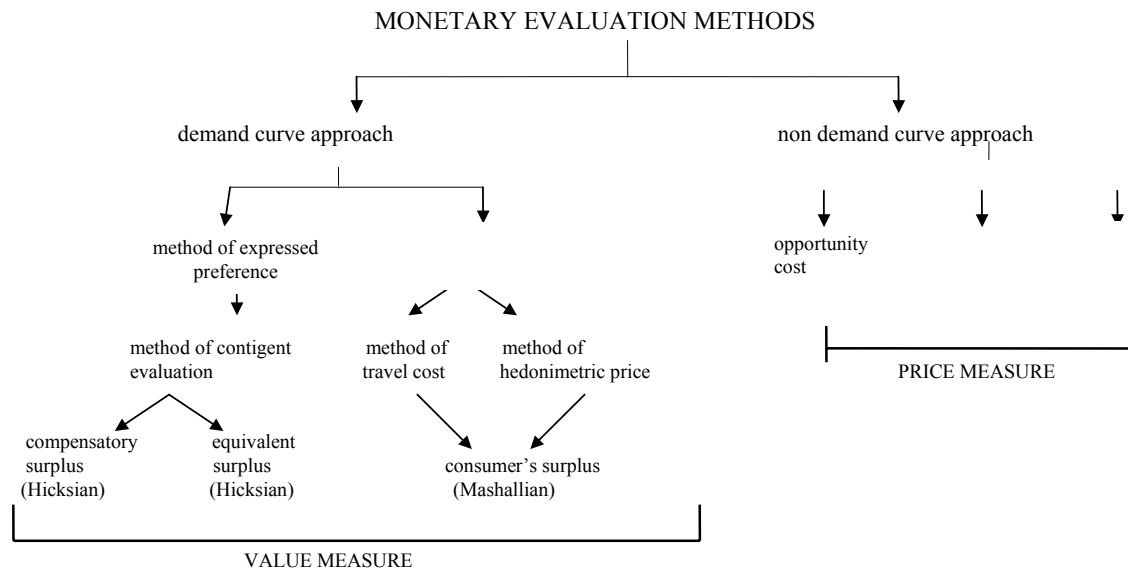 MONETARY EVALUATION METHODS
demand curve approach
non demand curve approach
method of expressed
preference
opportunity
cost
method of contigent
evaluation
method of
travel cost
method of
hedonimetric price
PRICE MEASURE
compensatory
surplus
(Hicksian)
equivalent
surplus
(Hicksian)
consumer’s surplus
(Mashallian)
VALUE MEASURE